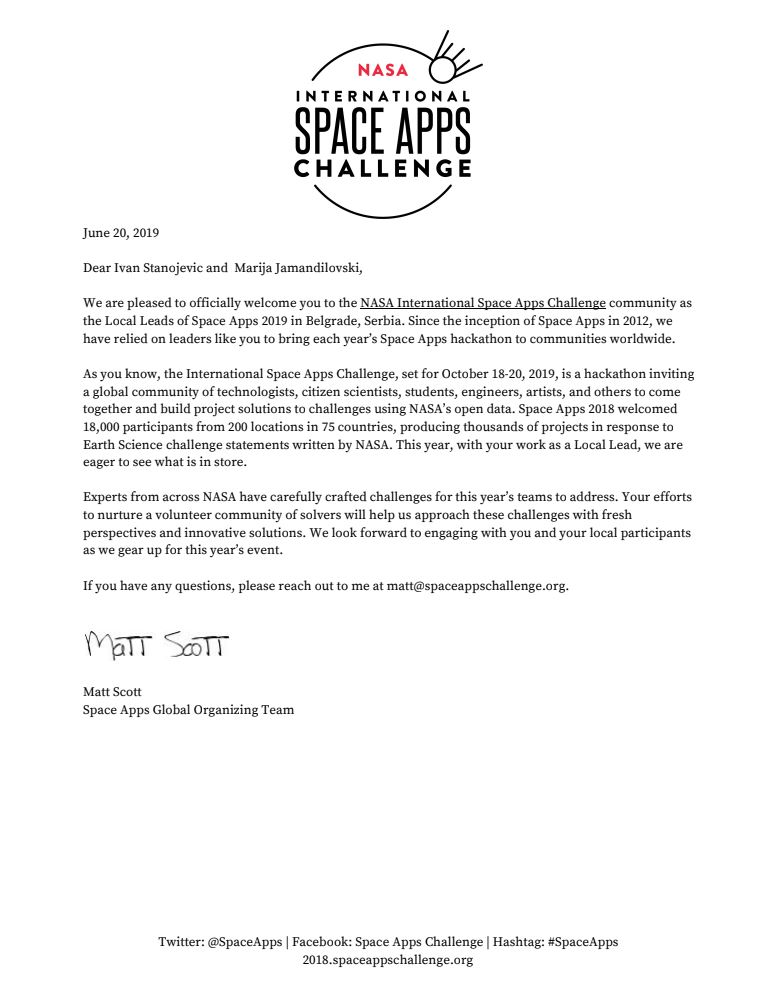 NASA
INTERNATIONAL
SPACE APPS
CHALLENGE
June 20, 2019
Dear Ivan Stanojevic and  Marija Jamandilovski,
We are pleased to officially welcome you to the NASA International Space Apps Challenge community as
the Local Leads of Space Apps 2019 in Belgrade, Serbia. Since the inception of Space Apps in 2012, we
have relied on leaders like you to bring each year’s Space Apps hackathon to communities worldwide.
As you know, the International Space Apps Challenge, set for October 18-20, 2019, is a hackathon inviting
a global community of technologists, citizen scientists, students, engineers, artists, and others to come
together and build project solutions to challenges using NASA’s open data. Space Apps 2018 welcomed
18,000 participants from 200 locations in 75 countries, producing thousands of projects in response to
Earth Science challenge statements written by NASA. This year, with your work as a Local Lead, we are
eager to see what is in store.
Experts from across NASA have carefully crafted challenges for this year’s teams to address. Your efforts
to nurture a volunteer community of solvers will help us approach these challenges with fresh
perspectives and innovative solutions. We look forward to engaging with you and your local participants
as we gear up for this year’s event.
If you have any questions, please reach out to me at matt@spaceappschallenge.org.
Matt Scott
Matt Scott
Space Apps Global Organizing Team
Twitter: @SpaceApps | Facebook: Space Apps Challenge | Hashtag: #SpaceApps
2018.spaceappschallenge.org